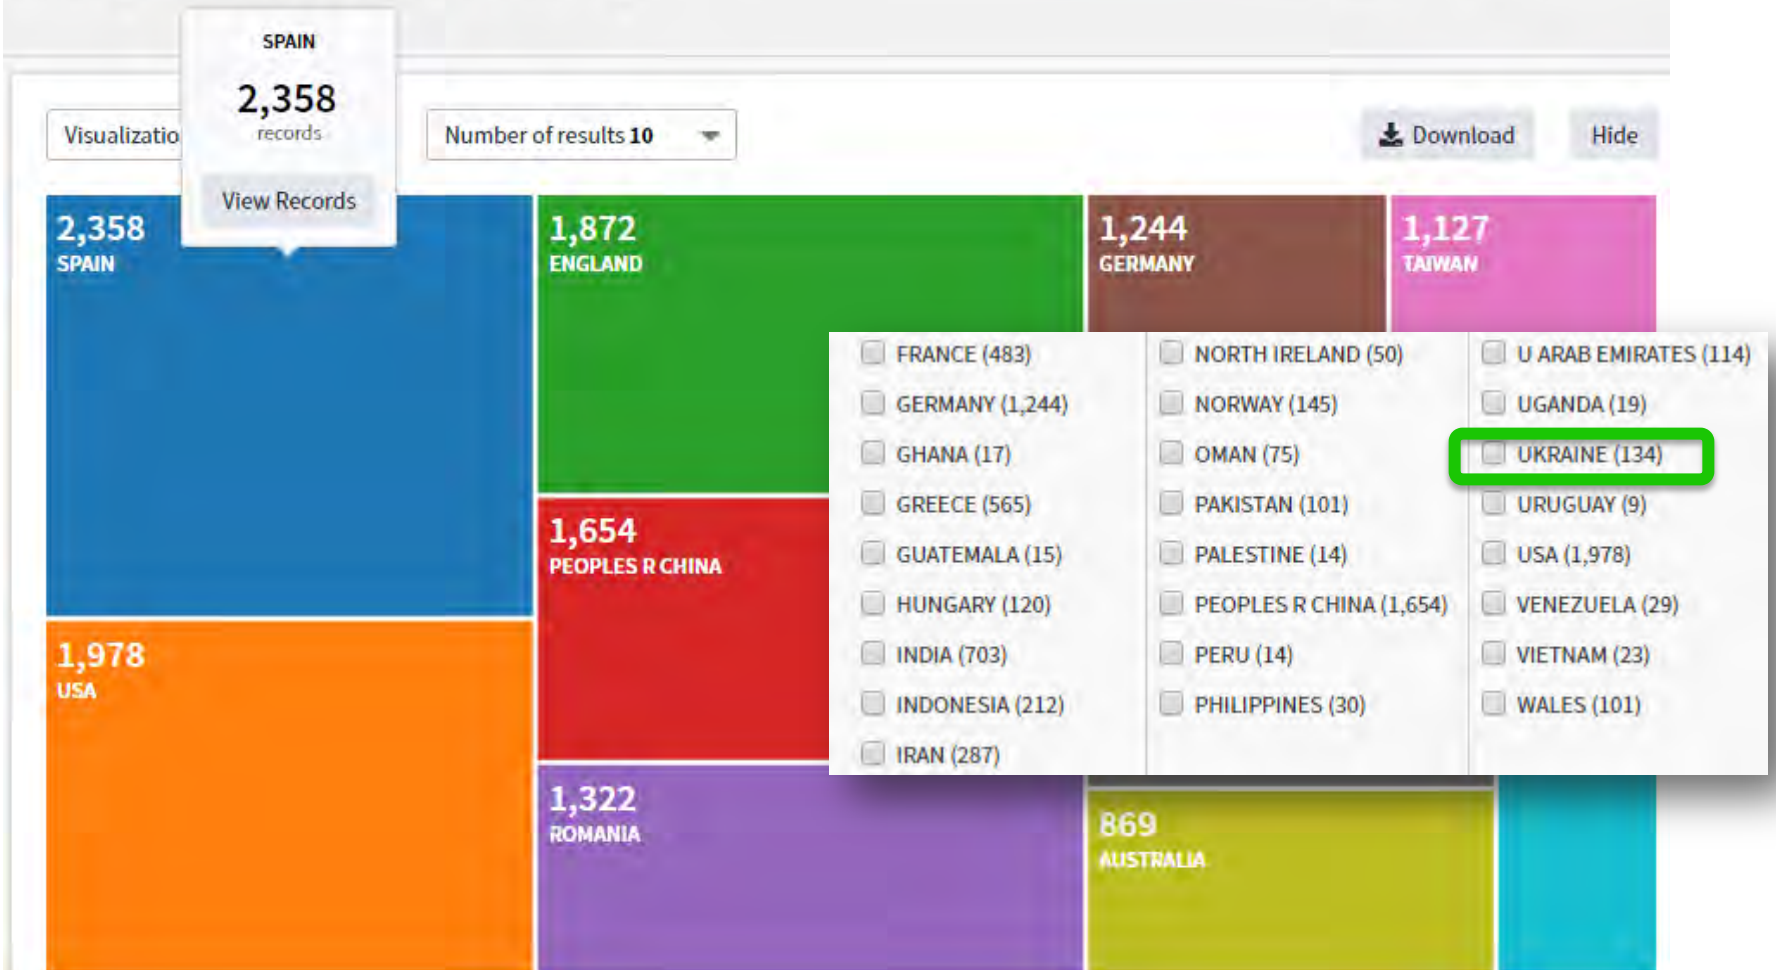 SPAIN
2,358
records
View Records
Visualizatio
Number of results 10
Download
Hide
2,358
SPAIN
1,872
ENGLAND
1,244
GERMANY
1,127
TAIWAN
1,978
USA
1,654
PEOPLES R CHINA
1,322
ROMANIA
869
AUSTRALIA
FRANCE (483)
GERMANY (1,244)
GHANA (17)
GREECE (565)
GUATEMALA (15)
HUNGARY (120)
INDIA (703)
INDONESIA (212)
IRAN (287)
NORTH IRELAND (50)
NORWAY (145)
OMAN (75)
PAKISTAN (101)
PALESTINE (14)
PEOPLES R CHINA (1,654)
PERU (14)
PHILIPPINES (30)
U ARAB EMIRATES (114)
UGANDA (19)
UKRAINE (134)
URUGUAY (9)
USA (1,978)
VENEZUELA (29)
VIETNAM (23)
WALES (101)